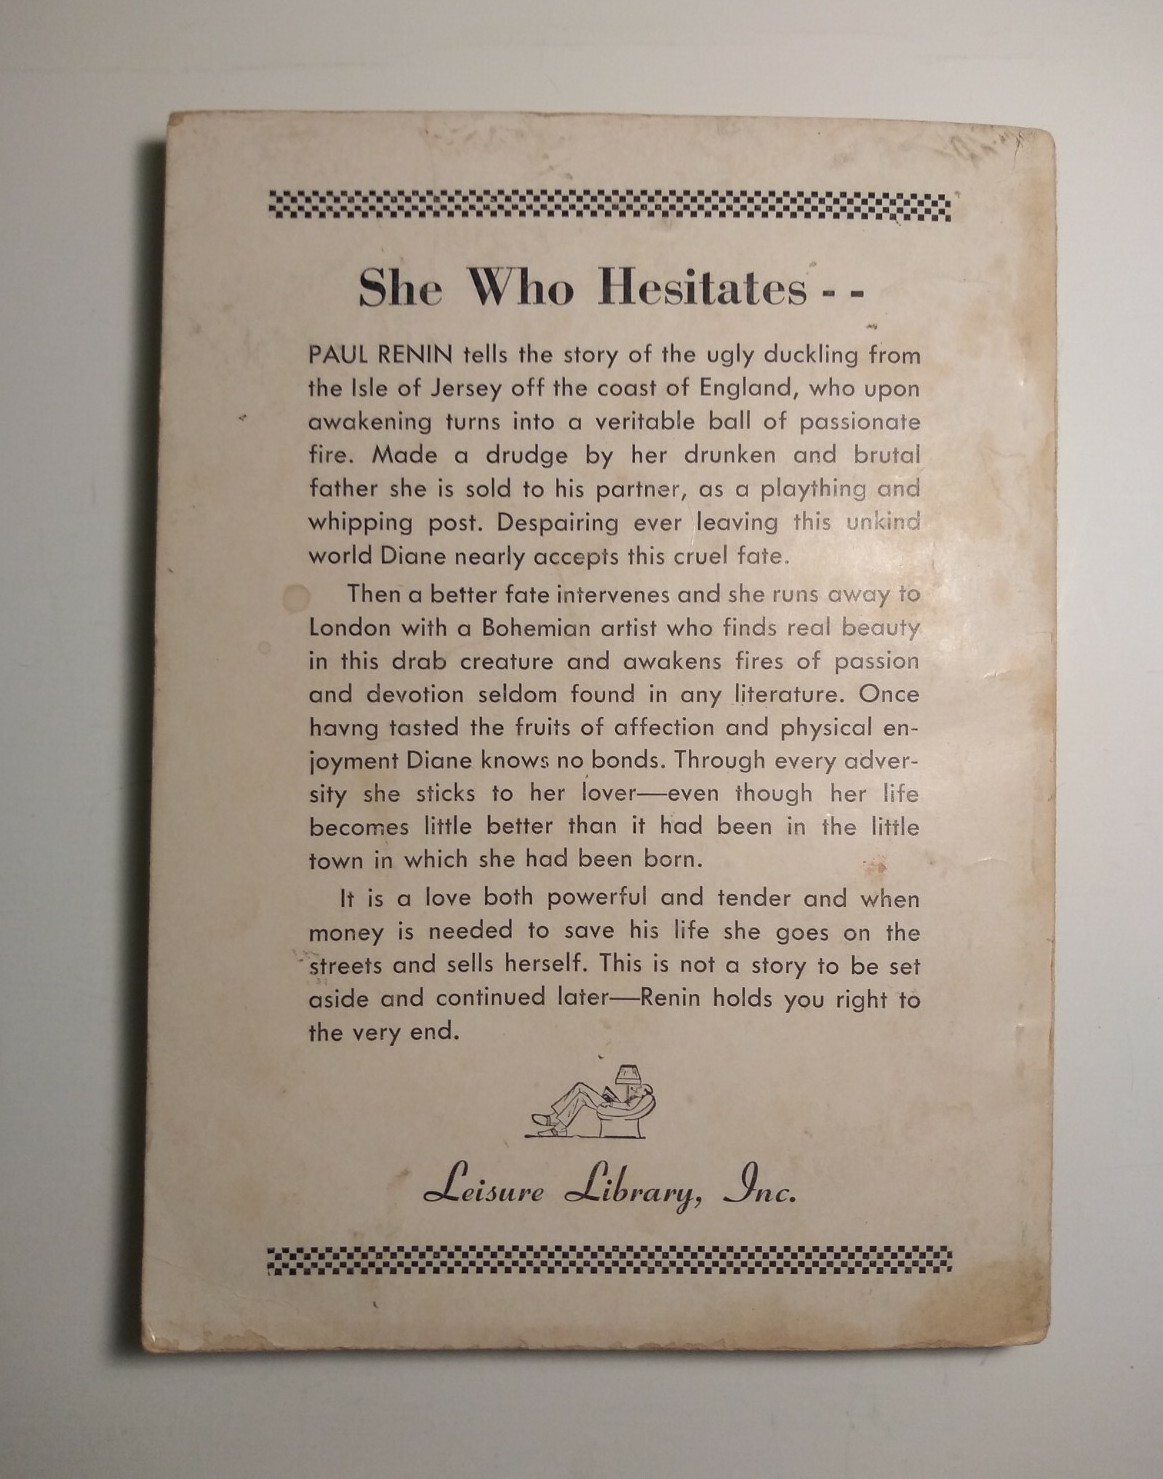 She Who Hesitates - -
PAUL RENIN tells the story of the ugly duckling from
the Isle of Jersey off the coast of England, who upon
awakening turns into a veritable ball of passionate
fire. Made a drudge by her drunken and brutal
father she is sold to his partner, as a plaything and
whipping post. Despairing ever leaving this unkind
world Diane nearly accepts this cruel fate.
Then a better fate intervenes and she runs away to
London with a Bohemian artist who finds real beauty
in this drab creature and awakens fires of passion
and devotion seldom found in any literature. Once
havng tasted the fruits of affection and physical en-
joyment Diane knows no bonds. Through every adver-
sity she sticks to her lover—even though her life
becomes little better than it had been in the little
town in which she had been born.
It is a love both powerful and tender and when
money is needed to save his life she goes on the
streets and sells herself. This is not a story to be set
aside and continued later—Renin holds you right to
the very end.
Leisure Library, Inc.